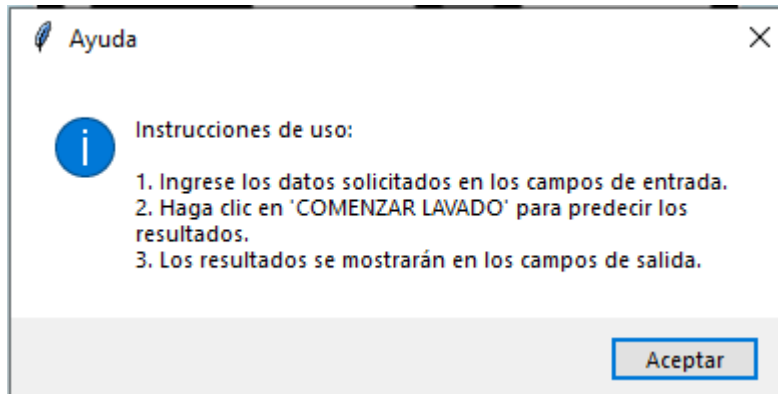 Ayuda
Instrucciones de uso:
1. Ingrese los datos solicitados en los campos de entrada.
2. Haga clic en 'COMENZAR LAVADO' para predecir los
resultados.
3. Los resultados se mostrarán en los campos de salida.
Aceptar